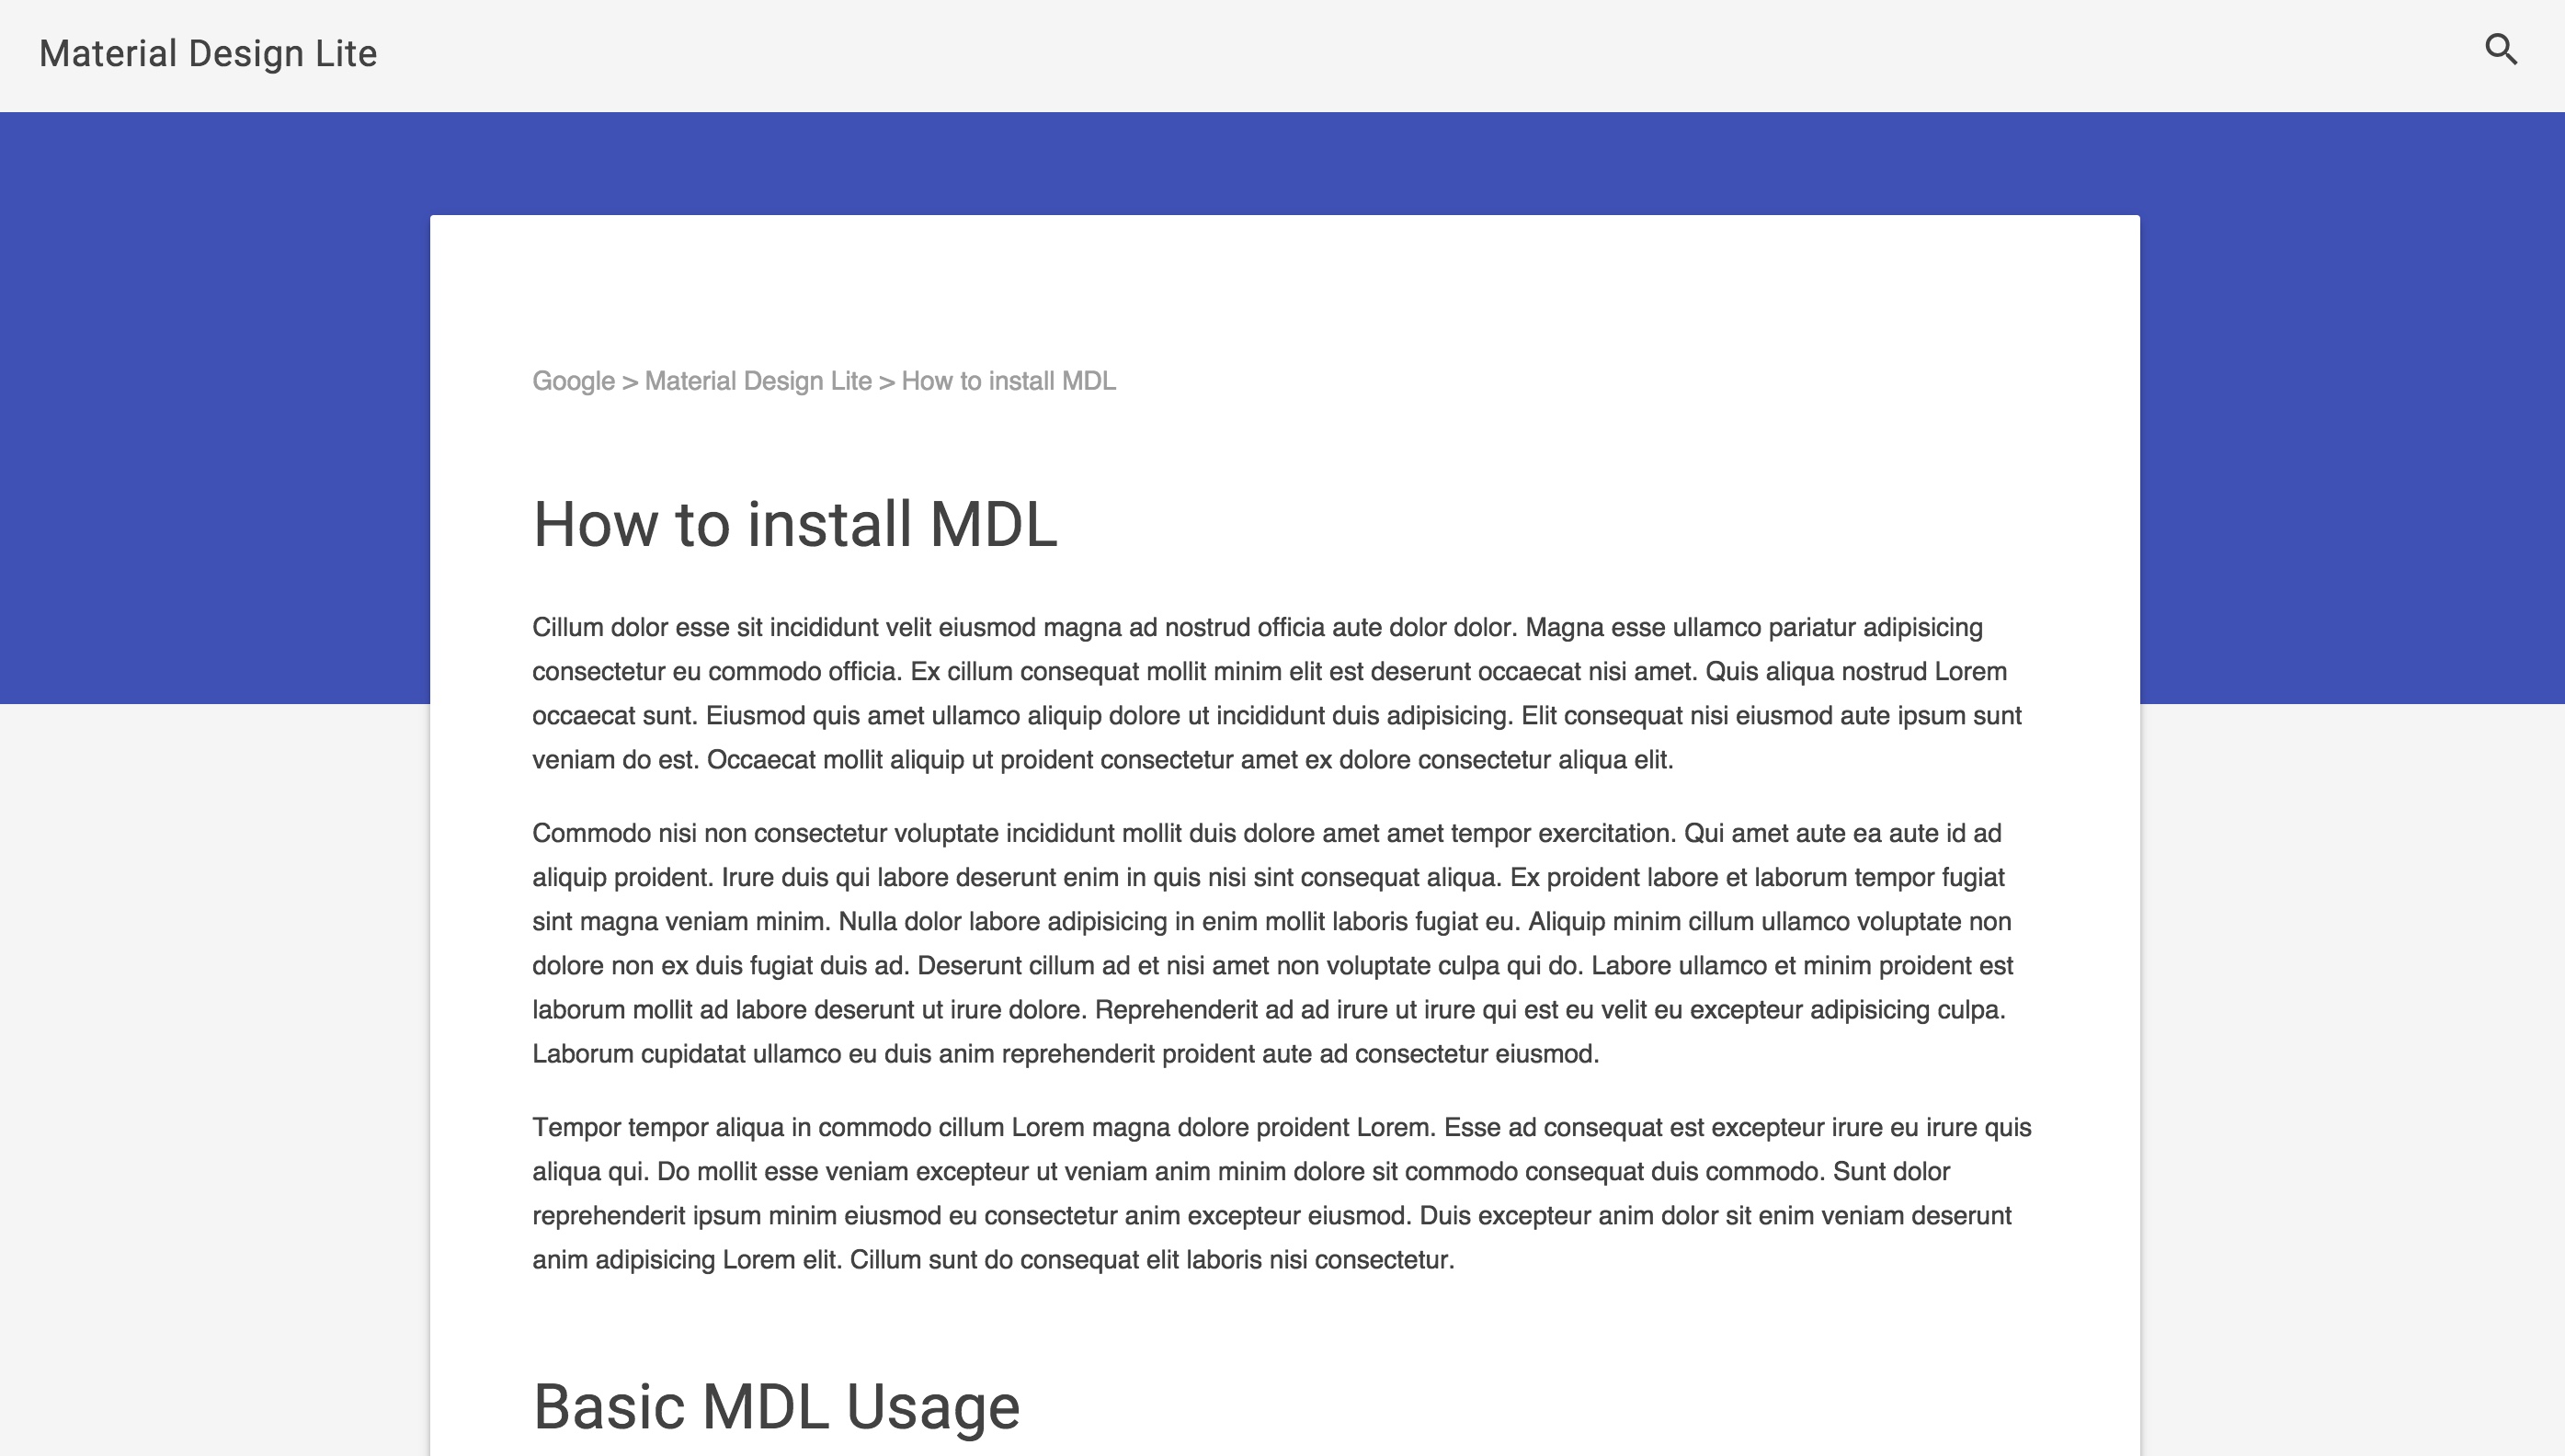 Material Design Lite
Google > Material Design Lite > How to install MDL
How to install MDL
Cillum dolor esse sit incididunt velit eiusmod magna ad nostrud officia aute dolor dolor. Magna esse ullamco pariatur adipisicing
consectetur eu commodo officia. Ex cillum consequat mollit minim elit est deserunt occaecat nisi amet. Quis aliqua nostrud Lorem
occaecat sunt. Eiusmod quis amet ullamco aliquip dolore ut incididunt duis adipisicing. Elit consequat nisi eiusmod aute ipsum sunt
veniam do est. Occaecat mollit aliquip ut proident consectetur amet ex dolore consectetur aliqua elit.
Commodo nisi non consectetur voluptate incididunt mollit duis dolore amet amet tempor exercitation. Qui amet aute ea aute id ad
aliquip proident. Irure duis qui labore deserunt enim in quis nisi sint consequat aliqua. Ex proident labore et laborum tempor fugiat
sint magna veniam minim. Nulla dolor labore adipisicing in enim mollit laboris fugiat eu. Aliquip minim cillum ullamco voluptate non
dolore non ex duis fugiat duis ad. Deserunt cillum ad et nisi amet non voluptate culpa qui do. Labore ullamco et minim proident est
laborum mollit ad labore deserunt ut irure dolore. Reprehenderit ad ad irure ut irure qui est eu velit eu excepteur adipisicing culpa.
Laborum cupidatat ullamco eu duis anim reprehenderit proident aute ad consectetur eiusmod.
Tempor tempor aliqua in commodo cillum Lorem magna dolore proident Lorem. Esse ad consequat est excepteur irure eu irure quis
aliqua qui. Do mollit esse veniam excepteur ut veniam anim minim dolore sit commodo consequat duis commodo. Sunt dolor
reprehenderit ipsum minim eiusmod eu consectetur anim excepteur eiusmod. Duis excepteur anim dolor sit enim veniam deserunt
anim adipisicing Lorem elit. Cillum sunt do consequat elit laboris nisi consectetur.
Basic MDL Usage